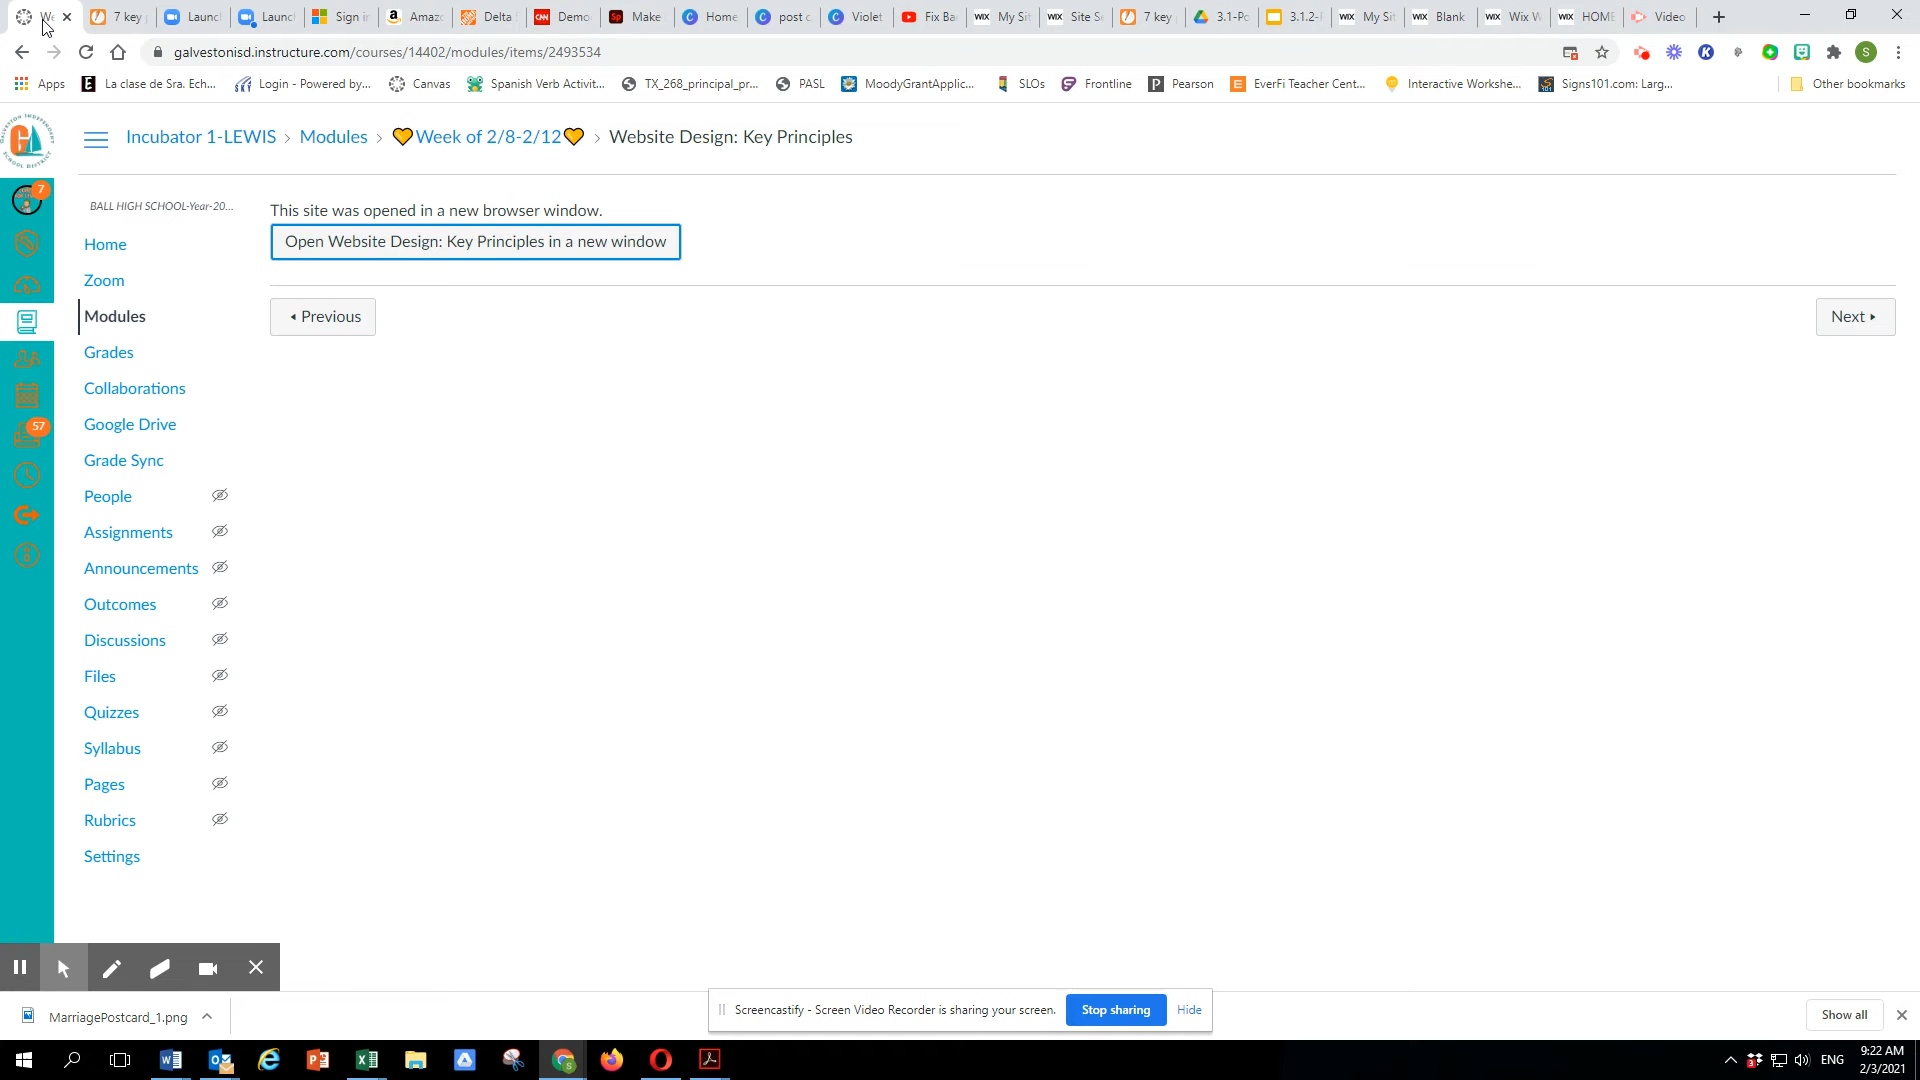 We
7 key
Launc
Launc
Sign in
Amazo
Delta
Demo
Make
Home
post c
Violet
Fix Ba
My Sit
Site Se
7 key
3.1-Po
3.1.2-F
My Sit
Blank
Wix W
HOME
Video
galvestonisd.instructure.com/courses/14402/modules/items/2493534
Apps
La clase de Sra. Ech...
Login - Powered by...
Canvas
Spanish Verb Activit...
TX_268_principal_pr...
PASL
MoodyGrantApplic...
SLOs
Frontline
Pearson
EverFi Teacher Cent...
Interactive Workshe...
Signs101.com: Larg...
Other bookmarks
Incubator 1-LEWIS › Modules › 💛Week of 2/8-2/12💛 › Website Design: Key Principles
7
BALL HIGH SCHOOL-Year-20...
This site was opened in a new browser window.
Open Website Design: Key Principles in a new window
Home
Zoom
Modules
Previous
Next
Grades
Collaborations
Google Drive
57
Grade Sync
People
Assignments
Announcements
Outcomes
Discussions
Files
Quizzes
Syllabus
Pages
Rubrics
Settings
MarriagePostcard_1.png
Screencastify - Screen Video Recorder is sharing your screen.
Stop sharing
Hide
Show all
ENG
9:22 AM
2/3/2021